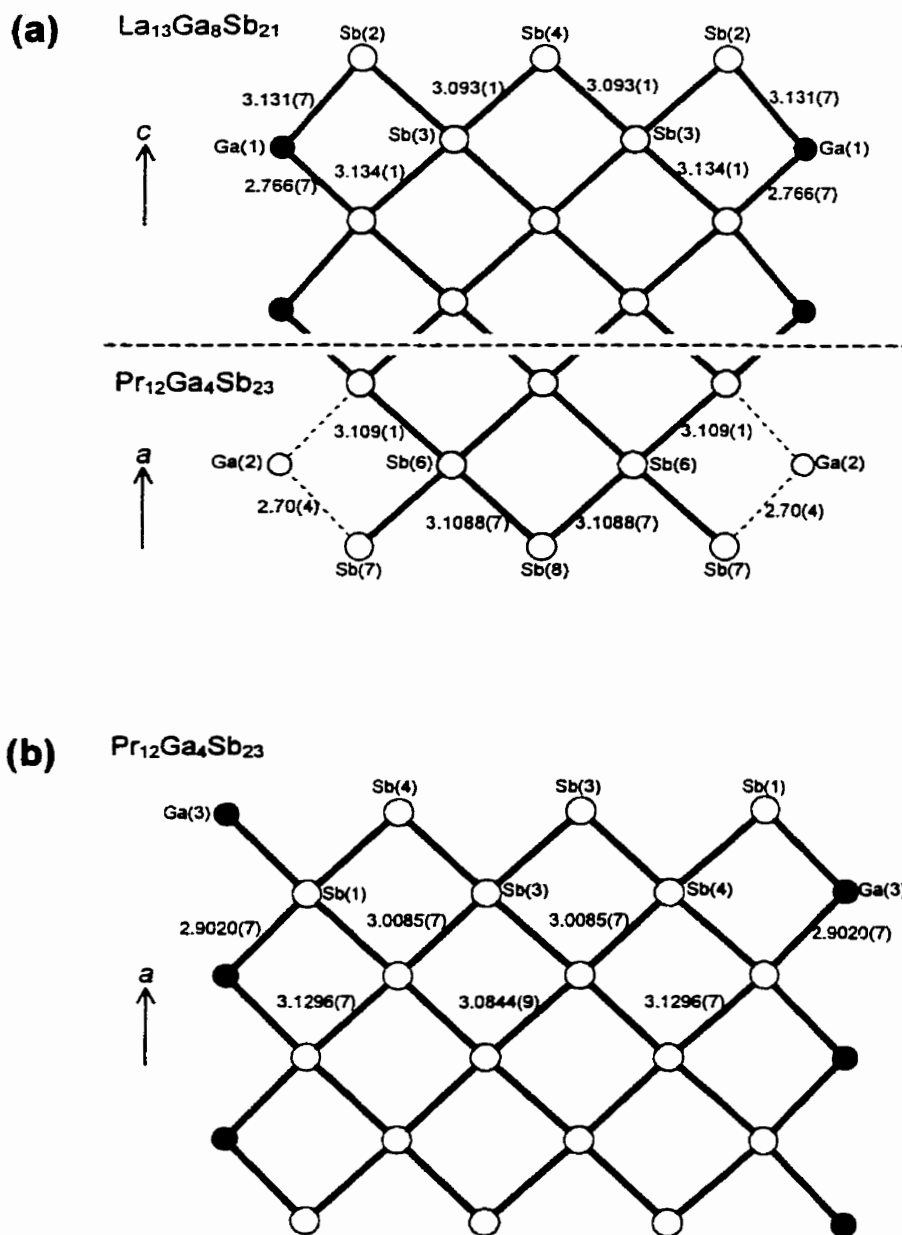 (a) La13Ga8Sb21
Sb(2) Sb(4) Sb(2)
3.131(7) 3.093(1) 3.093(1) 3.131(7)
c
Ga(1) Sb(3) Sb(3) Ga(1)
2.766(7) 3.134(1) 3.134(1) 2.766(7)
Pr12Ga4Sb23
3.109(1) 3.109(1)
a
Ga(2) Sb(6) Sb(6) Ga(2)
2.70(4) 3.1088(7) 3.1088(7) 2.70(4)
Sb(7) Sb(8) Sb(7)
(b) Pr12Ga4Sb23
Sb(4) Sb(3) Sb(1)
Ga(3)
Sb(1) Sb(3) Sb(4) Ga(3)
2.9020(7) 3.0085(7) 3.0085(7) 2.9020(7)
a
3.1296(7) 3.0844(9) 3.1296(7)